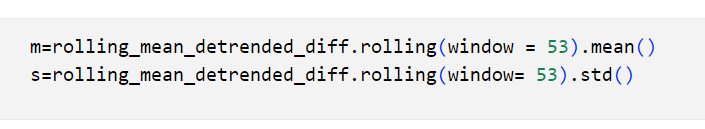 m=rolling_mean_detrended_diff.rolling(window = 53).mean()
s=rolling_mean_detrended_diff.rolling(window= 53).std()